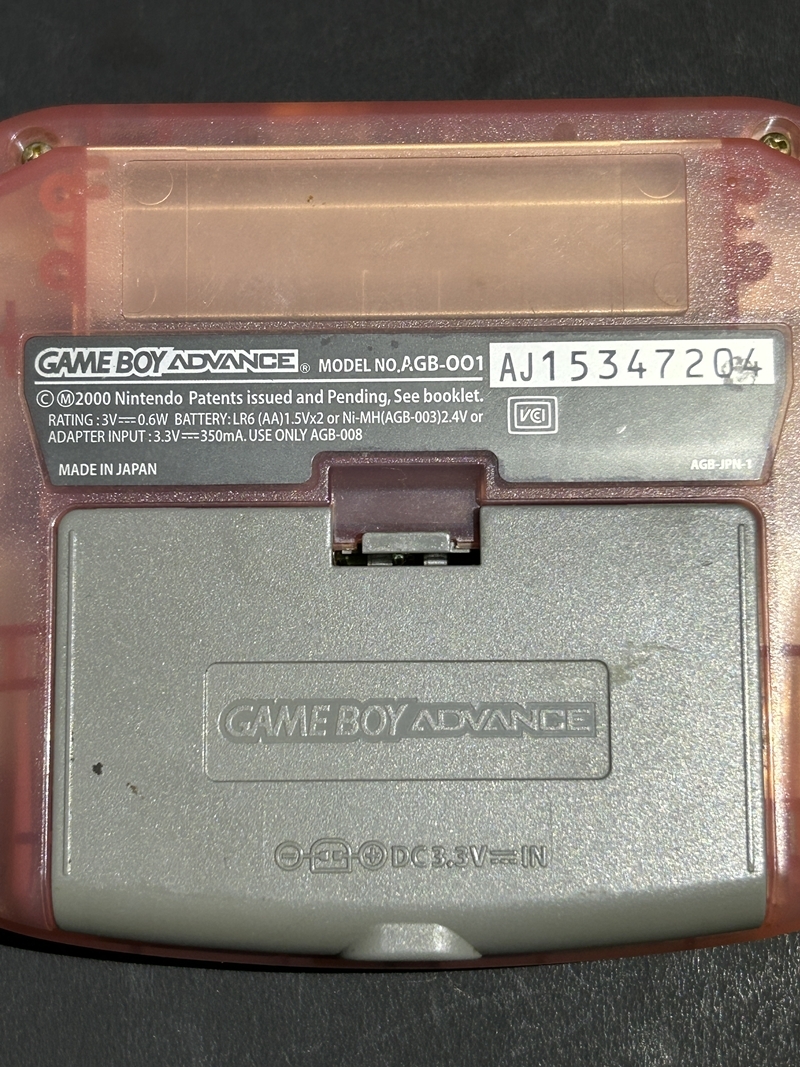 GAME BOY ADVANCE® MODEL NO.AGB-001 AJ15347204
©Ⓜ2000 Nintendo Patents issued and Pending, See booklet.
VCI
RATING : 3V⎓0.6W BATTERY: LR6 (AA)1.5Vx2 or Ni-MH(AGB-003)2.4V or
ADAPTER INPUT : 3.3V⎓350mA. USE ONLY AGB-008
MADE IN JAPAN AGB-JPN-1
GAME BOY ADVANCE
DC 3.3V⎓IN